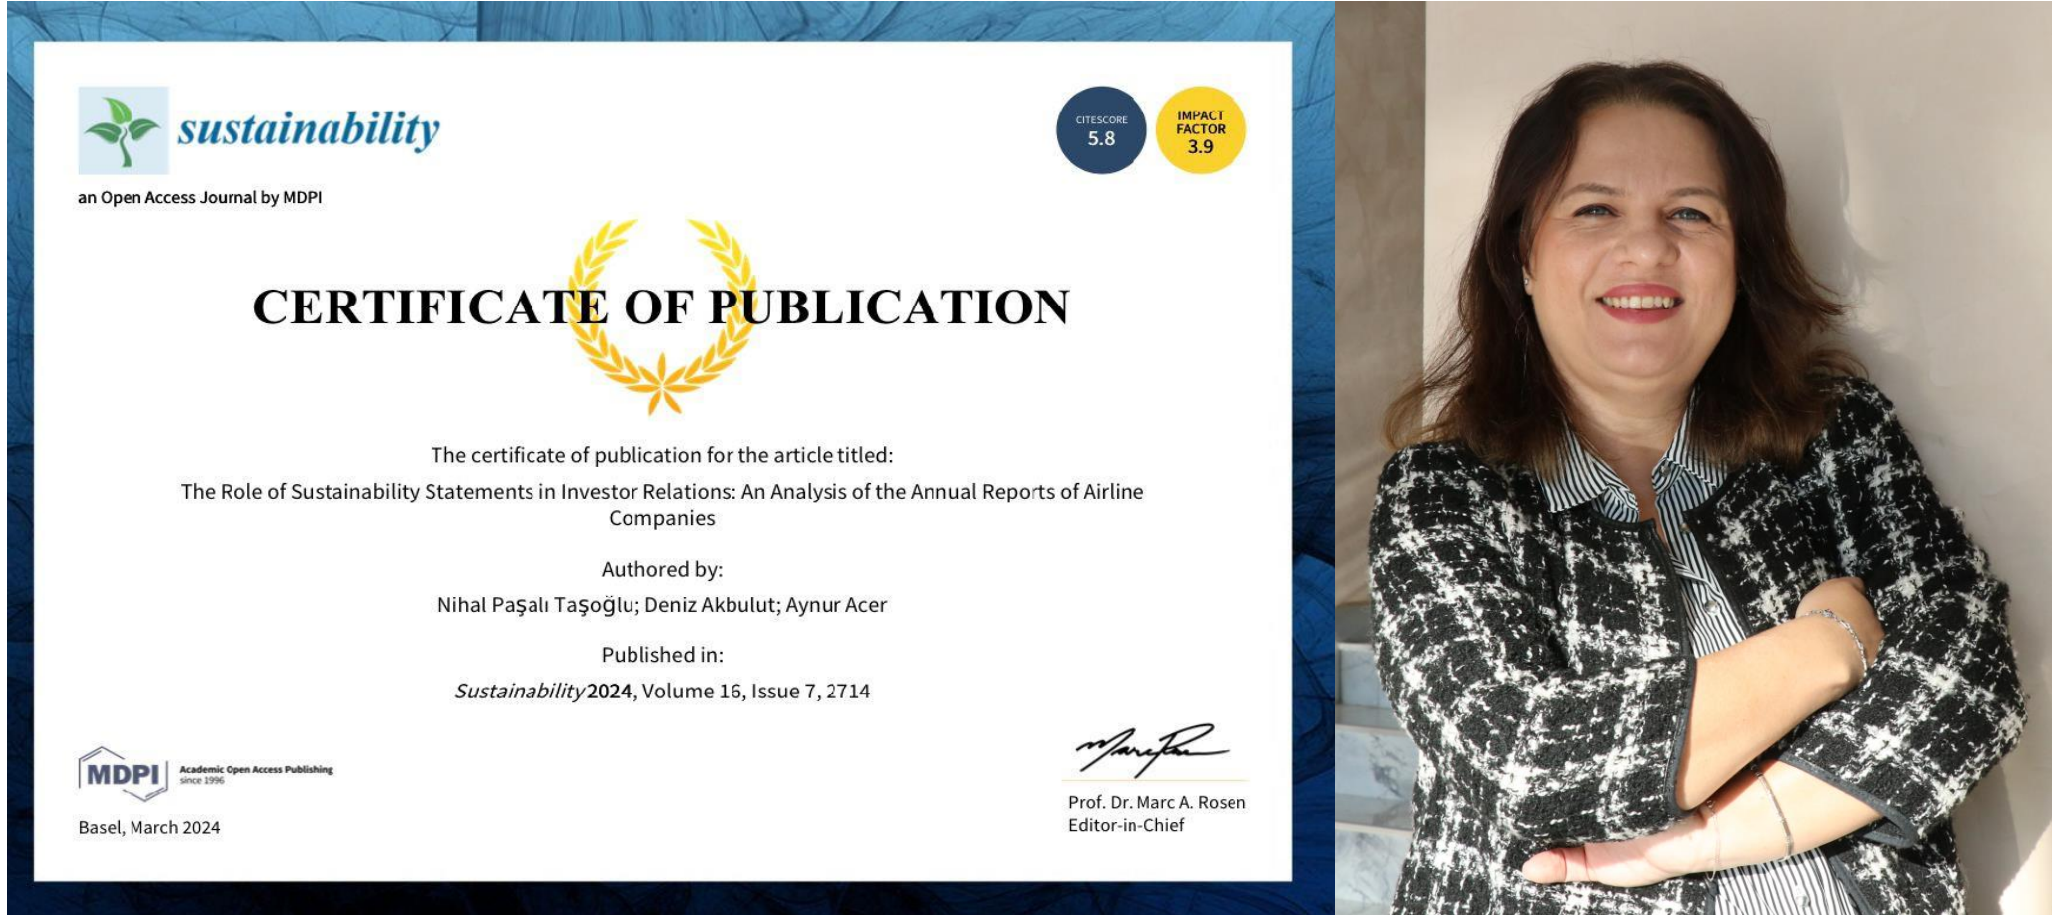 sustainability
CITESCORE
5.8
IMPACT
FACTOR
3.9
an Open Access Journal by MDPI
CERTIFICATE OF PUBLICATION
The certificate of publication for the article titled:
The Role of Sustainability Statements in Investor Relations: An Analysis of the Annual Reports of Airline
Companies
Authored by:
Nihal Paşalı Taşoğlu; Deniz Akbulut; Aynur Acer
Published in:
Sustainability 2024, Volume 16, Issue 7, 2714
MDPI
Academic Open Access Publishing
since 1996
Basel, March 2024
Prof. Dr. Marc A. Rosen
Editor-in-Chief